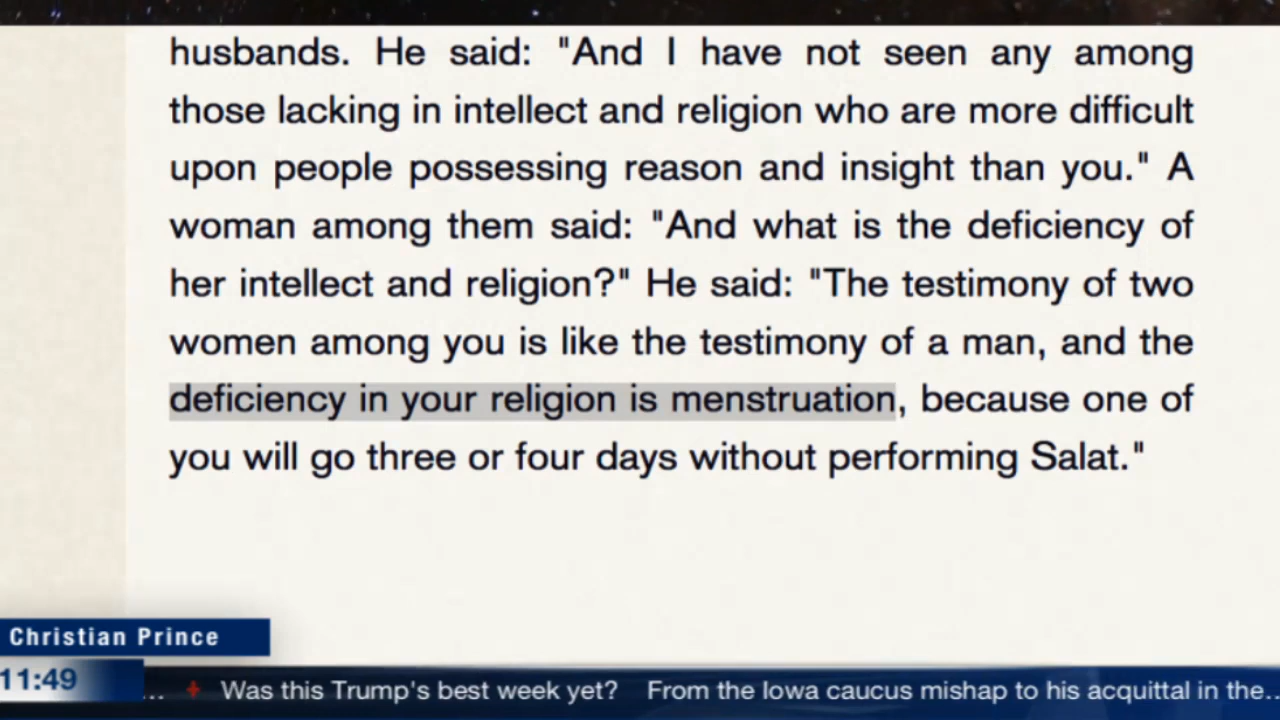 husbands. He said: "And I have not seen any among
those lacking in intellect and religion who are more difficult
upon people possessing reason and insight than you." A
woman among them said: "And what is the deficiency of
her intellect and religion?" He said: "The testimony of two
women among you is like the testimony of a man, and the
deficiency in your religion is menstruation, because one of
you will go three or four days without performing Salat."
Christian Prince
11:49
... Was this Trump's best week yet? From the Iowa caucus mishap to his acquittal in the...